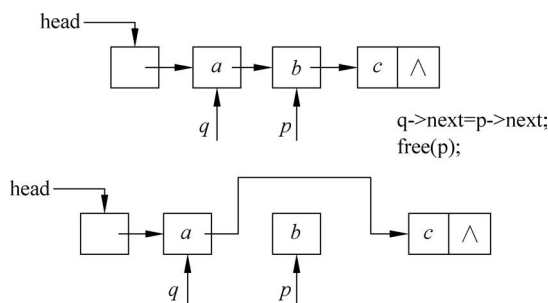 head
a b c ∧
q p
q->next=p->next;
free(p);
head
a b c ∧
q p